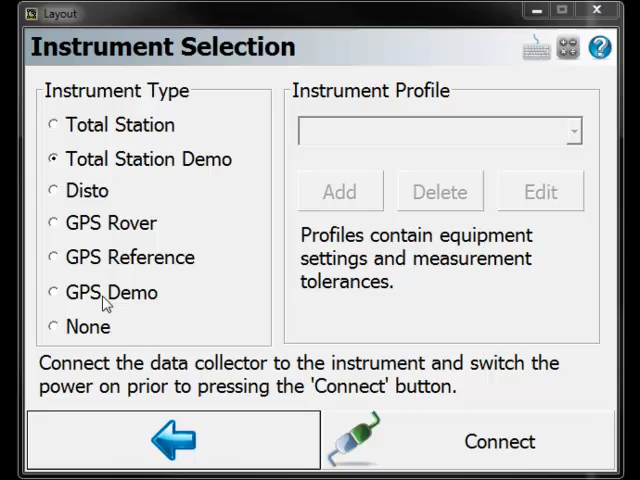 Layout
Instrument Selection
Instrument Type
Total Station
Total Station Demo
Disto
GPS Rover
GPS Reference
GPS Demo
None
Instrument Profile
Add
Delete
Edit
Profiles contain equipment
settings and measurement
tolerances.
Connect the data collector to the instrument and switch the
power on prior to pressing the 'Connect' button.
Connect